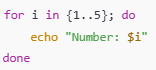 for i in {1..5}; do
    echo "Number: $i"
done